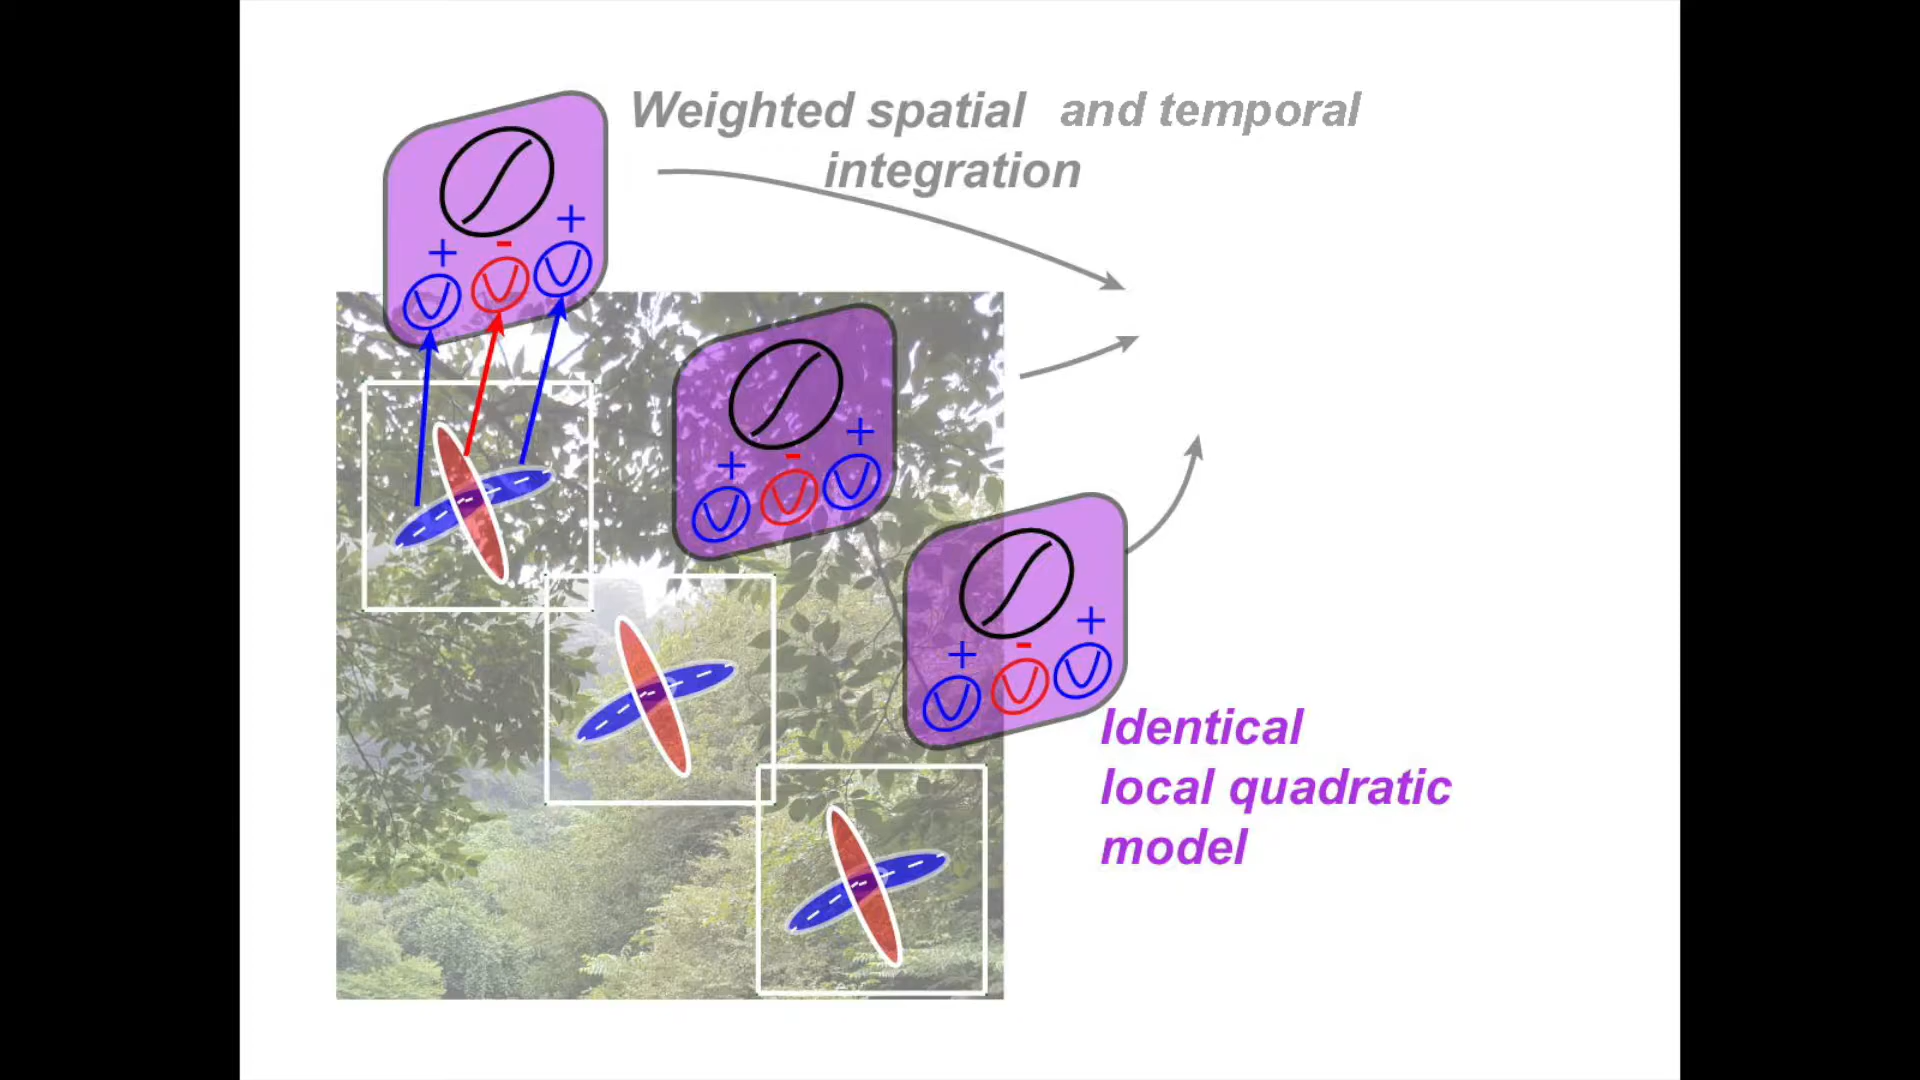 Weighted spatial and temporal
integration
+
-
+
+
-
+
+
-
+
Identical
local quadratic
model